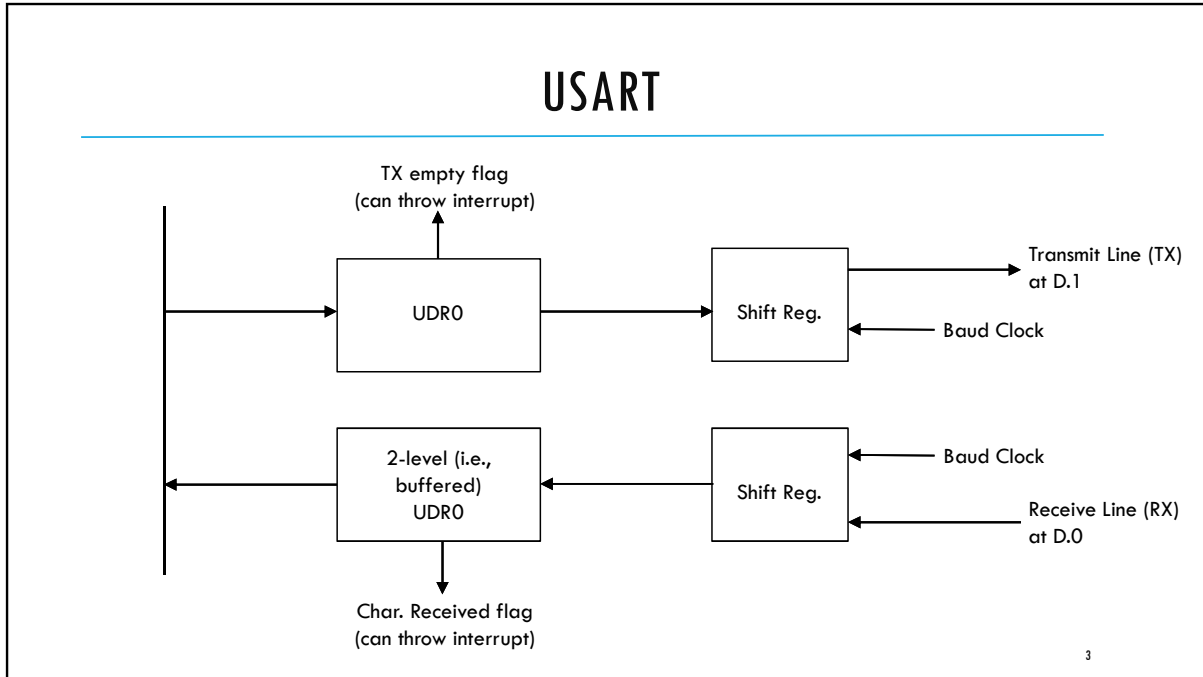 USART
TX empty flag
(can throw interrupt)
UDR0
Shift Reg.
Transmit Line (TX)
at D.1
Baud Clock
2-level (i.e.,
buffered)
UDR0
Shift Reg.
Baud Clock
Receive Line (RX)
at D.0
Char. Received flag
(can throw interrupt)
3